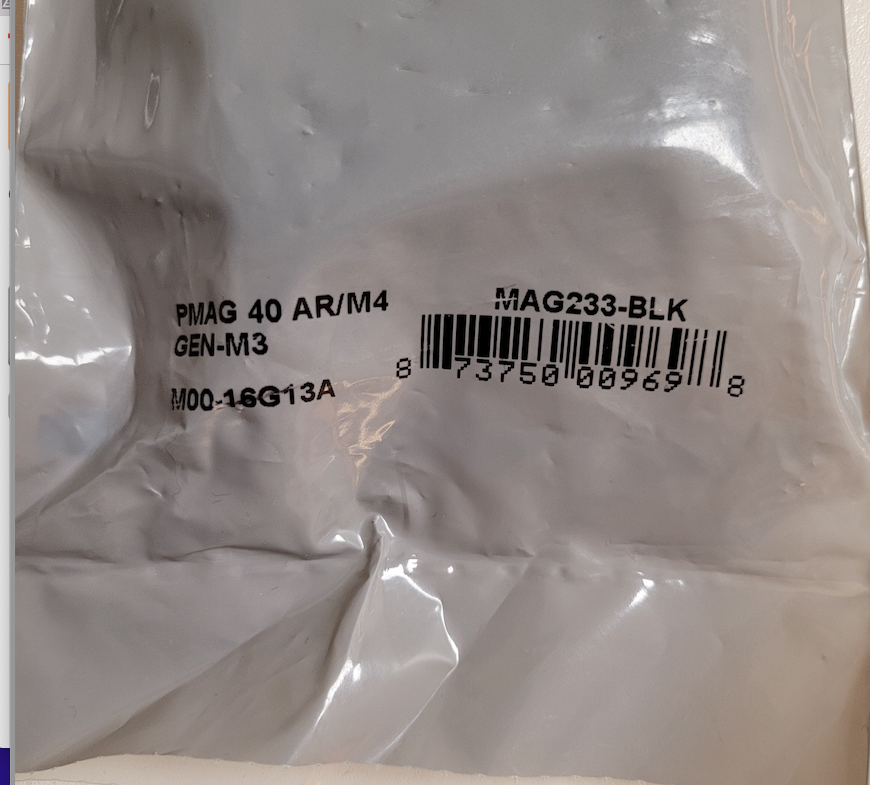 PMAG 40 AR/M4
GEN-M3
M00-16G13A
MAG233-BLK
8 73750 00969 8